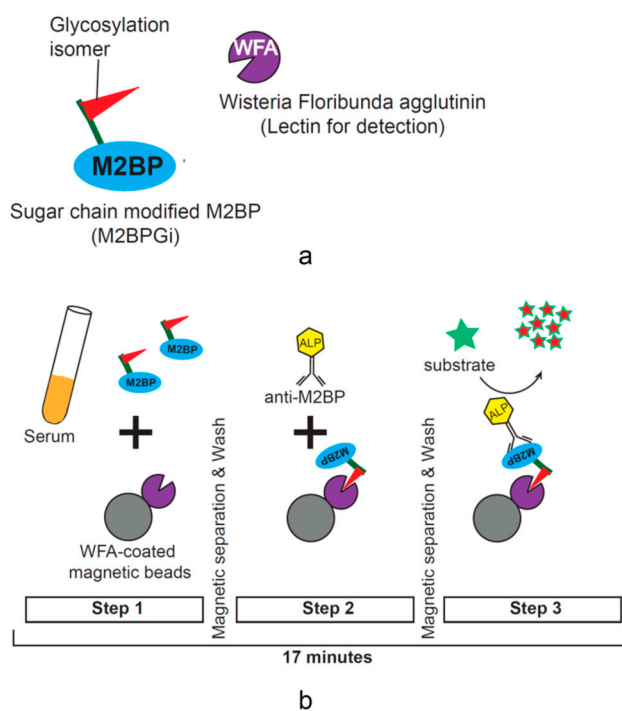 Glycosylation
isomer
WFA
Wisteria Floribunda agglutinin
(Lectin for detection)
M2BP
Sugar chain modified M2BP
(M2BPGi)
a
Serum
M2BP
M2BP
WFA-coated
magnetic beads
Step 1
Magnetic separation & Wash
ALP
anti-M2BP
M2BP
Step 2
Magnetic separation & Wash
substrate
ALP
M2BP
Step 3
17 minutes
b